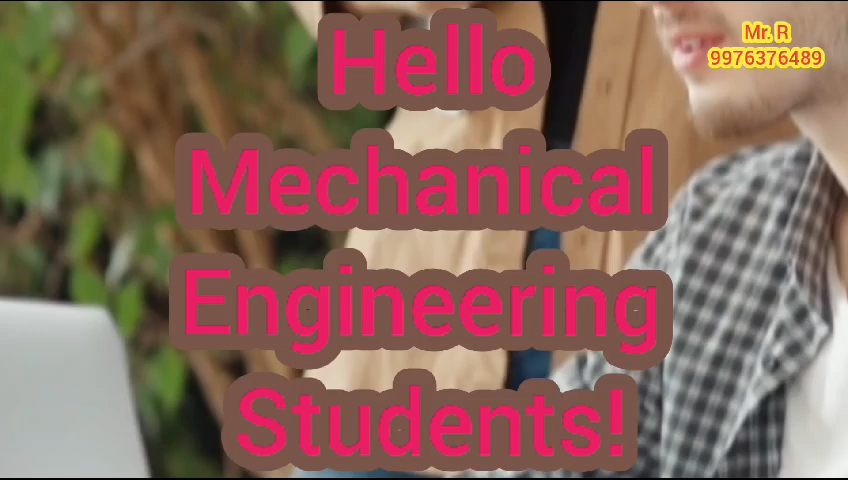 Mr. R
9976376489
Hello
Mechanical
Engineering
Students!